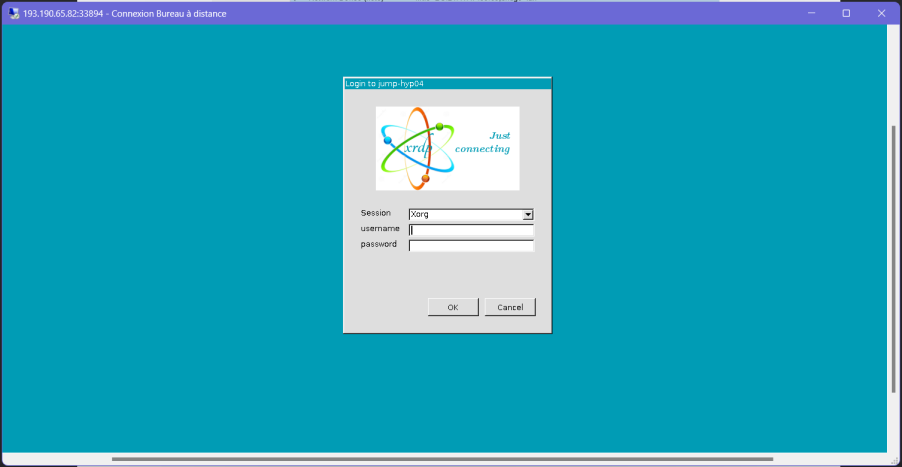 193.190.65.82:33894 - Connexion Bureau à distance
Login to jump-hyp04
Just
xrdp connecting
Session Xorg
username
password
OK Cancel